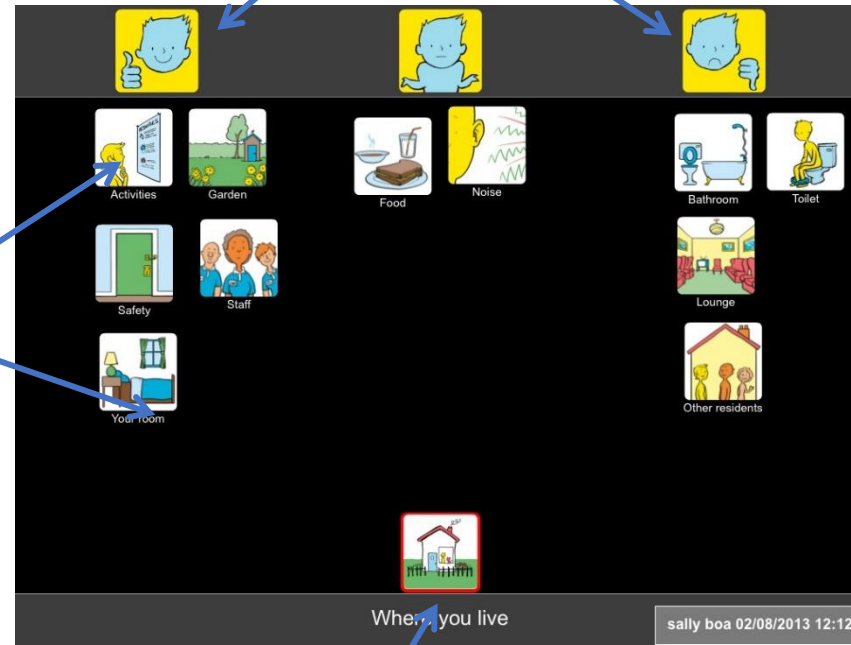 Activities
Garden
Food
Noise
Bathroom
Toilet
Safety
Staff
Lounge
Your room
Other residents
Where you live
sally boa 02/08/2013 12:12